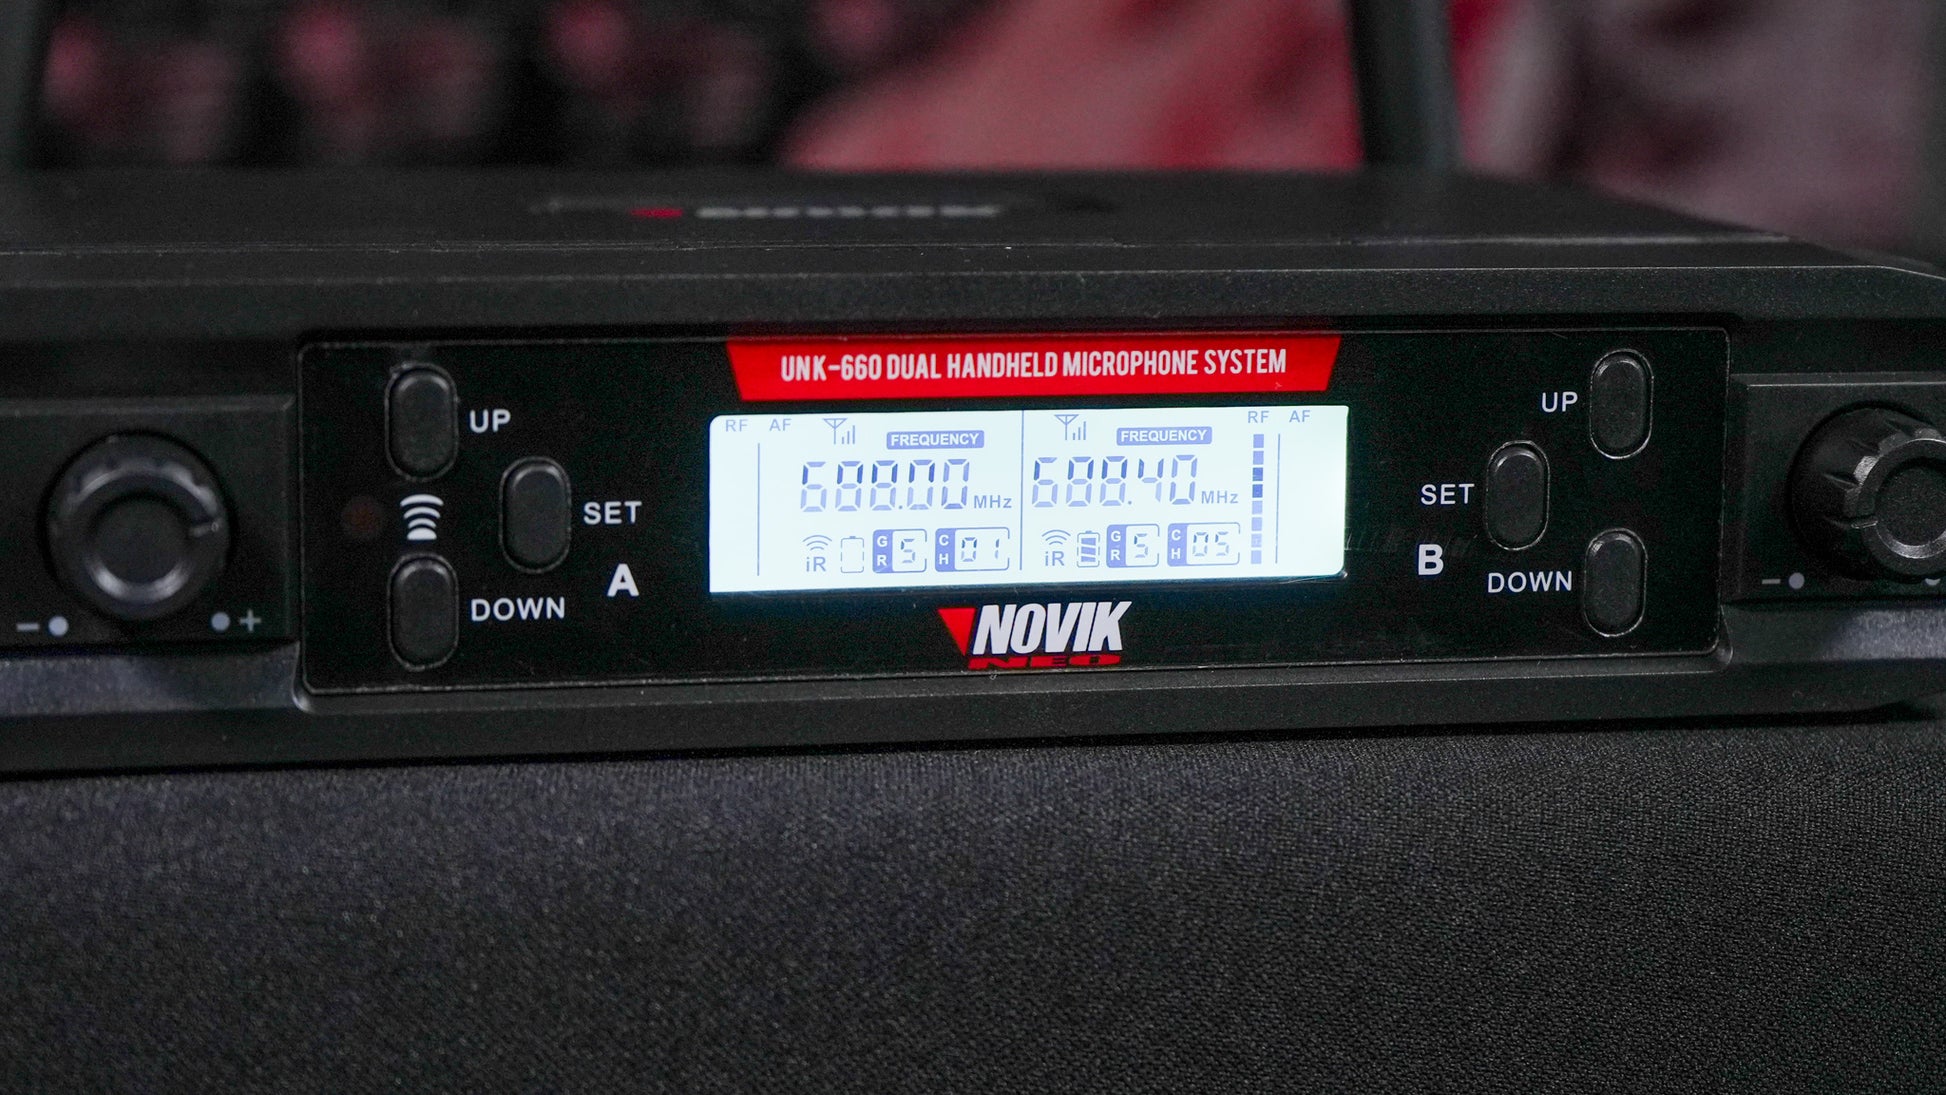 UNK-660 DUAL HANDHELD MICROPHONE SYSTEM
UP
SET
DOWN
A
- +
RF AF FREQUENCY
688.00 MHz
iR GR 5 CH 01
FREQUENCY RF AF
688.40 MHz
iR GR 5 CH 05
UP
SET
B
DOWN
-
NOVIK
NEO